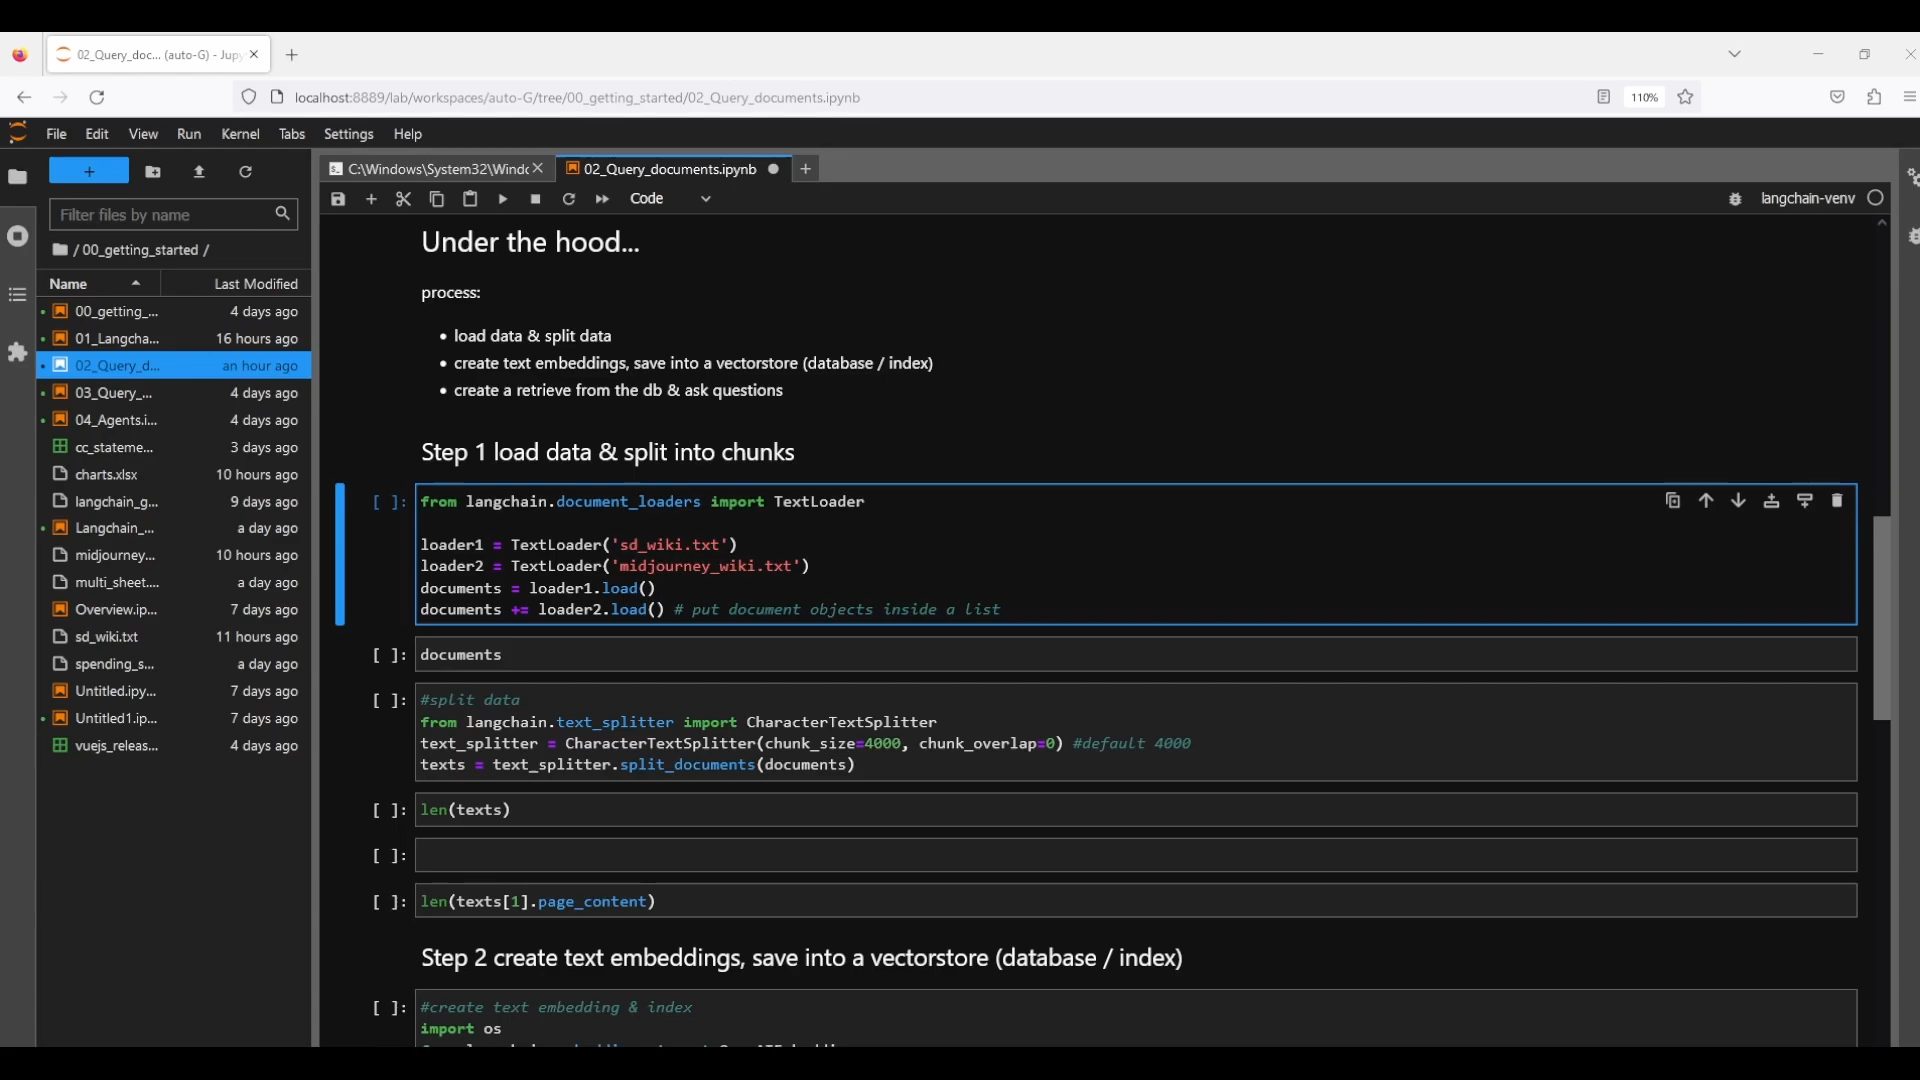 02_Query_doc... (auto-G) - Jupy
localhost:8889/lab/workspaces/auto-G/tree/00_getting_started/02_Query_documents.ipynb
110%
File Edit View Run Kernel Tabs Settings Help
+
C:\Windows\System32\Windc
02_Query_documents.ipynb
Code
langchain-venv
Filter files by name
/ 00_getting_started /
Name Last Modified
00_getting_... 4 days ago
01_Langcha... 16 hours ago
02_Query_d... an hour ago
03_Query_... 4 days ago
04_Agents.i... 4 days ago
cc_stateme... 3 days ago
charts.xlsx 10 hours ago
langchain_g... 9 days ago
Langchain_... a day ago
midjourney... 10 hours ago
multi_sheet.... a day ago
Overview.ip... 7 days ago
sd_wiki.txt 11 hours ago
spending_s... a day ago
Untitled.ipy... 7 days ago
Untitled1.ip... 7 days ago
vuejs_releas... 4 days ago
Under the hood...
process:
• load data & split data
• create text embeddings, save into a vectorstore (database / index)
• create a retrieve from the db & ask questions
Step 1 load data & split into chunks
[ ]: from langchain.document_loaders import TextLoader
loader1 = TextLoader('sd_wiki.txt')
loader2 = TextLoader('midjourney_wiki.txt')
documents = loader1.load()
documents += loader2.load() # put document objects inside a list
[ ]: documents
[ ]: #split data
from langchain.text_splitter import CharacterTextSplitter
text_splitter = CharacterTextSplitter(chunk_size=4000, chunk_overlap=0) #default 4000
texts = text_splitter.split_documents(documents)
[ ]: len(texts)
[ ]:
[ ]: len(texts[1].page_content)
Step 2 create text embeddings, save into a vectorstore (database / index)
[ ]: #create text embedding & index
import os